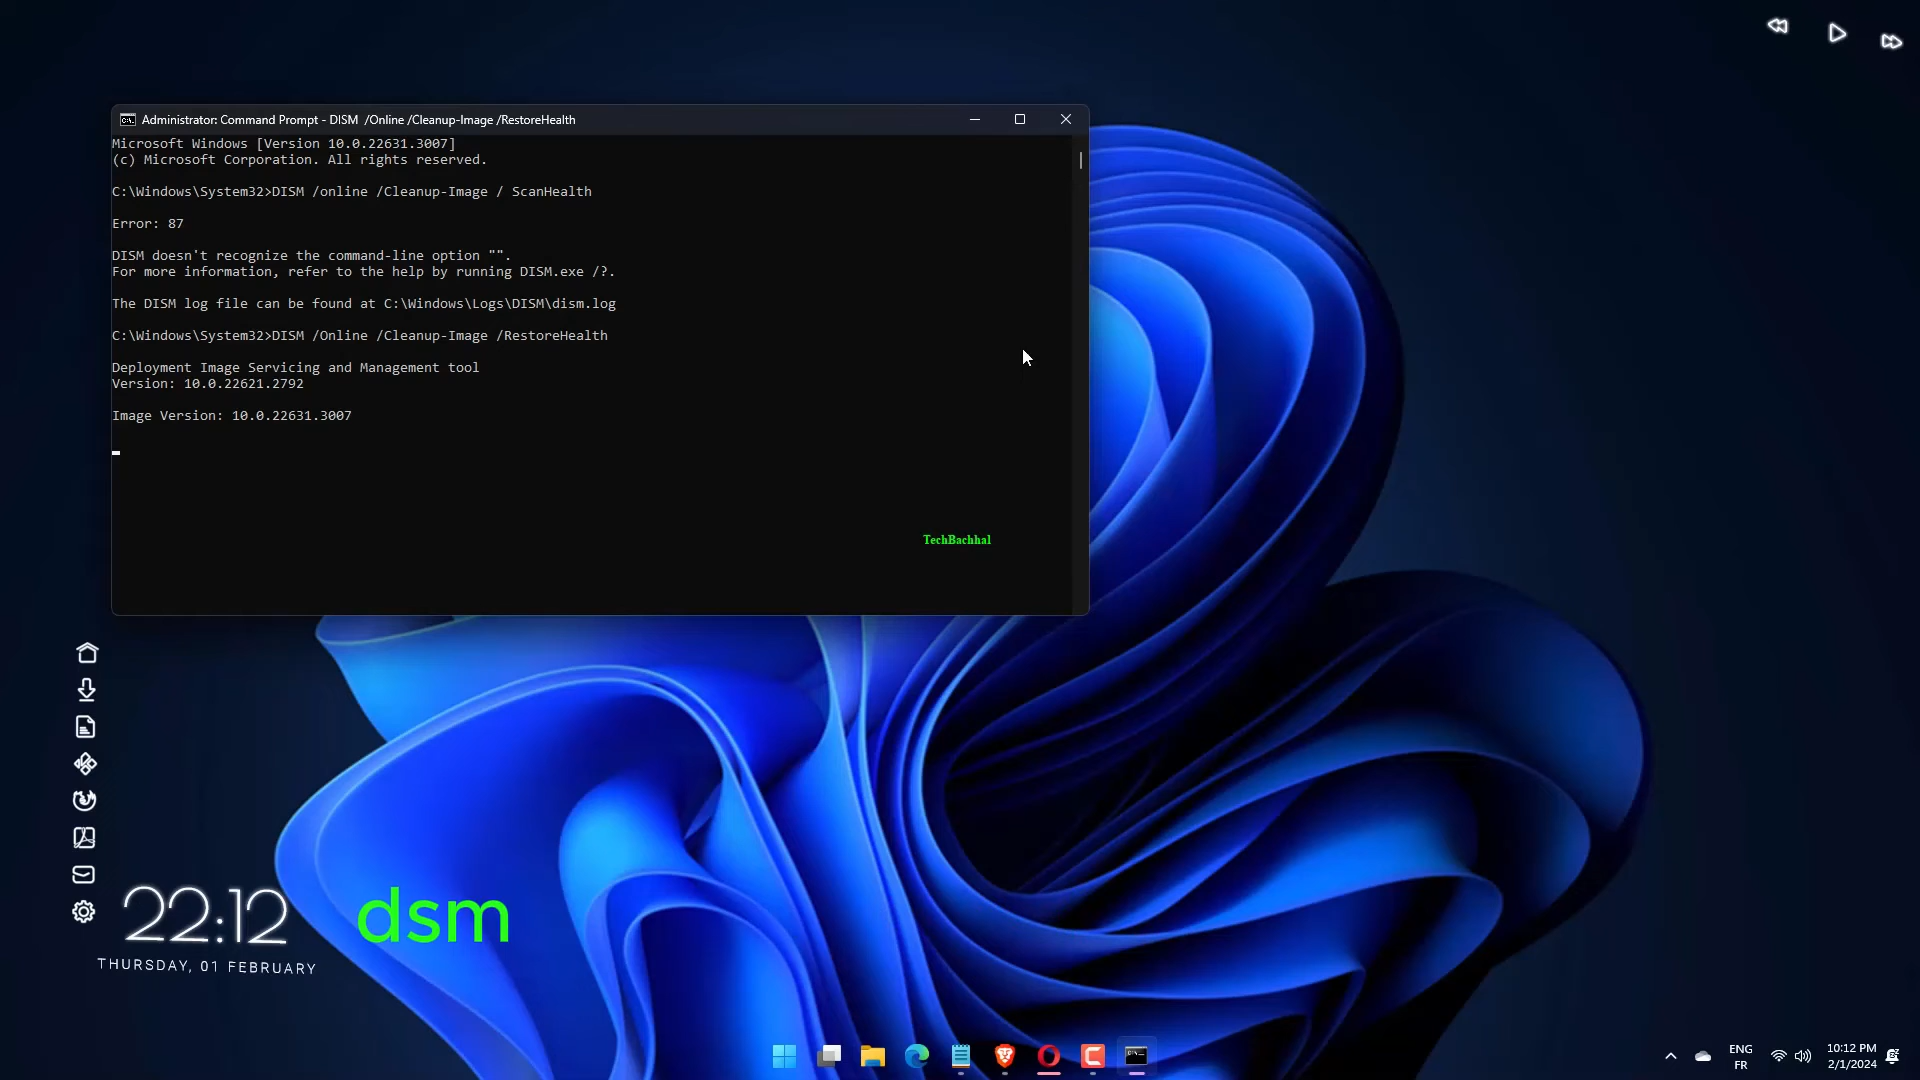 Administrator: Command Prompt - DISM  /Online /Cleanup-Image /RestoreHealth
Microsoft Windows [Version 10.0.22631.3007]
(c) Microsoft Corporation. All rights reserved.
C:\Windows\System32>DISM /online /Cleanup-Image / ScanHealth
Error: 87
DISM doesn't recognize the command-line option "".
For more information, refer to the help by running DISM.exe /?.
The DISM log file can be found at C:\Windows\Logs\DISM\dism.log
C:\Windows\System32>DISM /Online /Cleanup-Image /RestoreHealth
Deployment Image Servicing and Management tool
Version: 10.0.22621.2792
Image Version: 10.0.22631.3007
TechBachhal
22:12
THURSDAY, 01 FEBRUARY
dsm
ENG
FR
10:12 PM
2/1/2024